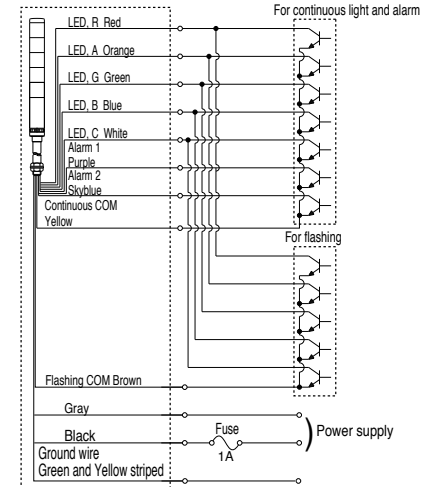 For continuous light and alarm
LED, R Red
LED, A Orange
LED, G Green
LED, B Blue
LED, C White
Alarm 1
Purple
Alarm 2
Skyblue
Continuous COM
Yellow
For flashing
Flashing COM Brown
Gray
Black
Fuse
1A
Power supply
Ground wire
Green and Yellow striped